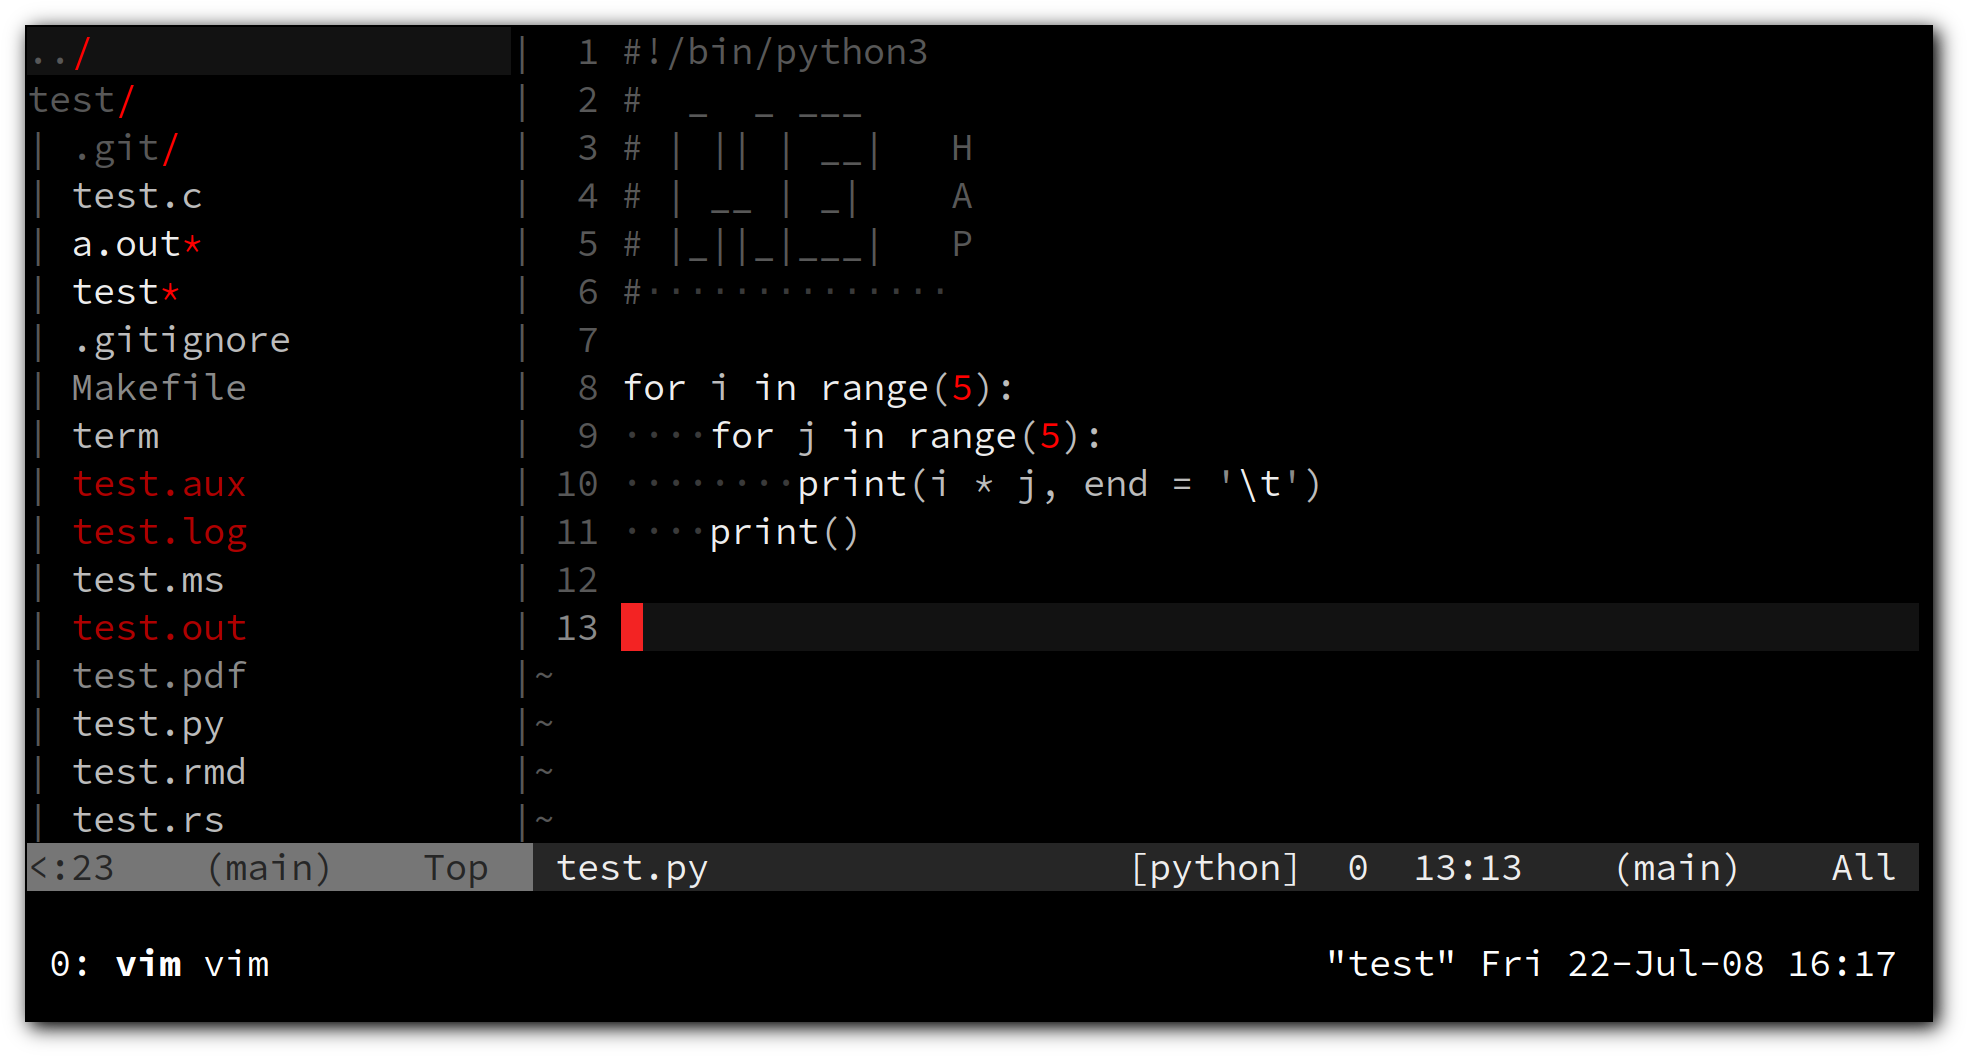 ../
test/
| .git/
| test.c
| a.out*
| test*
| .gitignore
| Makefile
| term
| test.aux
| test.log
| test.ms
| test.out
| test.pdf
| test.py
| test.rmd
| test.rs
<:23    (main)    Top
1 #!/bin/python3
2 #  _  _ ___
3 # | || | __|   H
4 # | __ | _|    A
5 # |_||_|___|   P
6 #··············
7
8 for i in range(5):
9 ····for j in range(5):
10 ········print(i * j, end = '\t')
11 ····print()
12
13
~
~
~
~
test.py [python]  0  13:13    (main)    All
0: vim vim "test" Fri 22-Jul-08 16:17